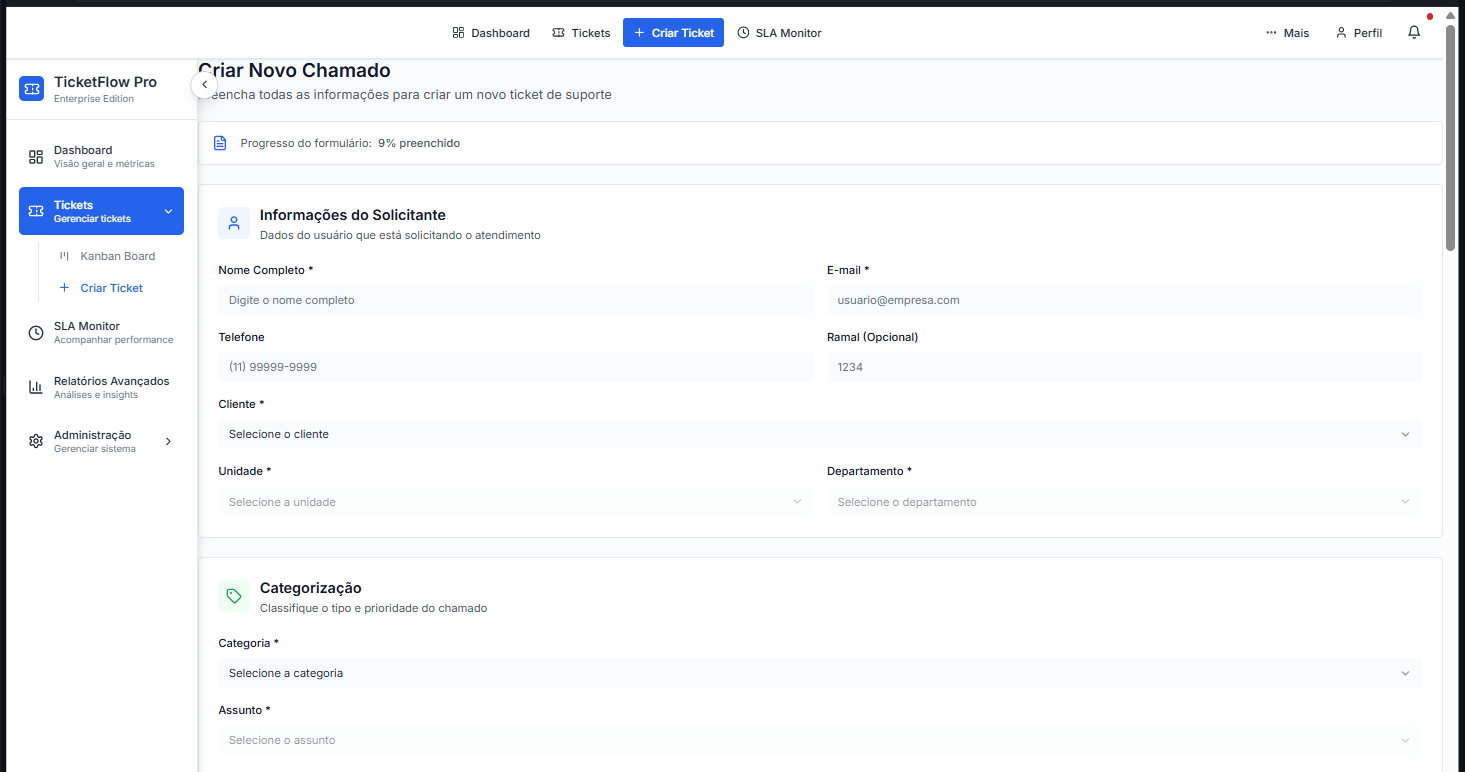 Dashboard
Tickets
Criar Ticket
SLA Monitor
Mais
Perfil
TicketFlow Pro
Enterprise Edition
Dashboard
Visão geral e métricas
Tickets
Gerenciar tickets
Kanban Board
Criar Ticket
SLA Monitor
Acompanhar performance
Relatórios Avançados
Análises e insights
Administração
Gerenciar sistema
Criar Novo Chamado
Preencha todas as informações para criar um novo ticket de suporte
Progresso do formulário: 9% preenchido
Informações do Solicitante
Dados do usuário que está solicitando o atendimento
Nome Completo *
Digite o nome completo
E-mail *
usuario@empresa.com
Telefone
(11) 99999-9999
Ramal (Opcional)
1234
Cliente *
Selecione o cliente
Unidade *
Selecione a unidade
Departamento *
Selecione o departamento
Categorização
Classifique o tipo e prioridade do chamado
Categoria *
Selecione a categoria
Assunto *
Selecione o assunto